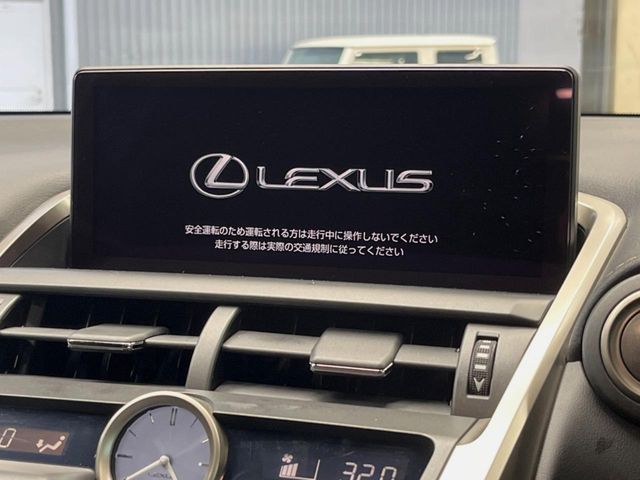 LEXUS
安全運転のため運転される方は走行中に操作しないでください
走行する際は実際の交通規制に従ってください
LEXUS
32.0